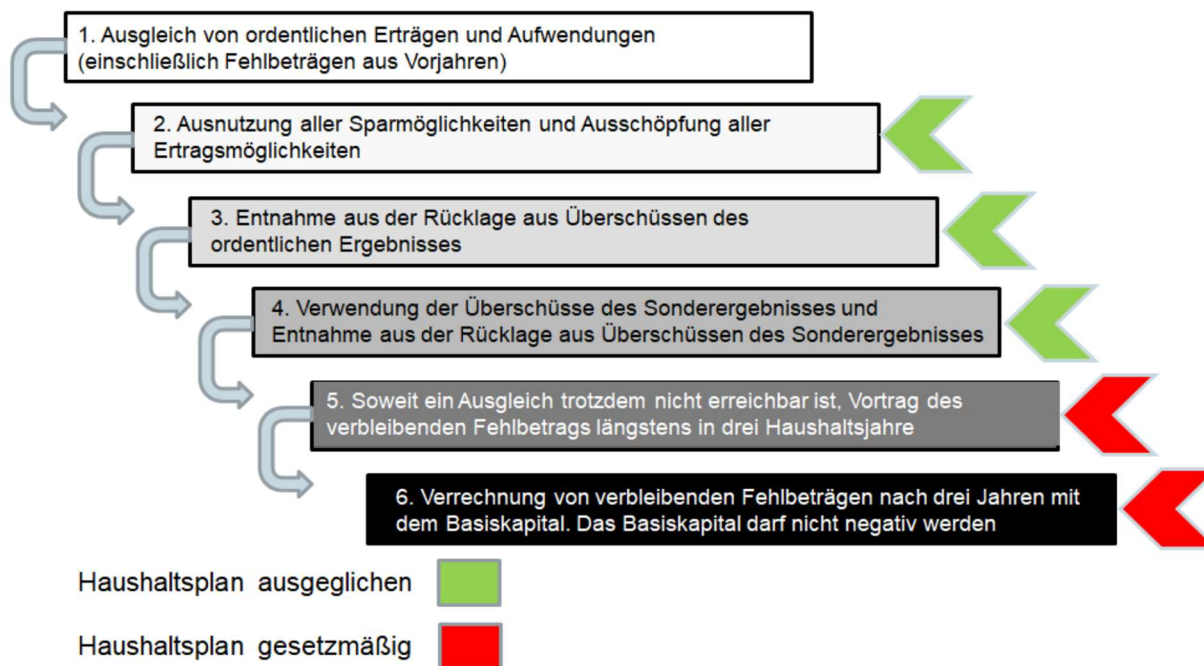 1. Ausgleich von ordentlichen Erträgen und Aufwendungen
(einschließlich Fehlbeträgen aus Vorjahren)
2. Ausnutzung aller Sparmöglichkeiten und Ausschöpfung aller
Ertragsmöglichkeiten
3. Entnahme aus der Rücklage aus Überschüssen des
ordentlichen Ergebnisses
4. Verwendung der Überschüsse des Sonderergebnisses und
Entnahme aus der Rücklage aus Überschüssen des Sonderergebnisses
5. Soweit ein Ausgleich trotzdem nicht erreichbar ist, Vortrag des
verbleibenden Fehlbetrags längstens in drei Haushaltsjahre
6. Verrechnung von verbleibenden Fehlbeträgen nach drei Jahren mit
dem Basiskapital. Das Basiskapital darf nicht negativ werden
Haushaltsplan ausgeglichen
Haushaltsplan gesetzmäßig